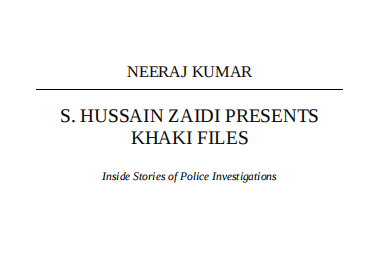 NEERAJ KUMAR
S. HUSSAIN ZAIDI PRESENTS
KHAKI FILES
Inside Stories of Police Investigations